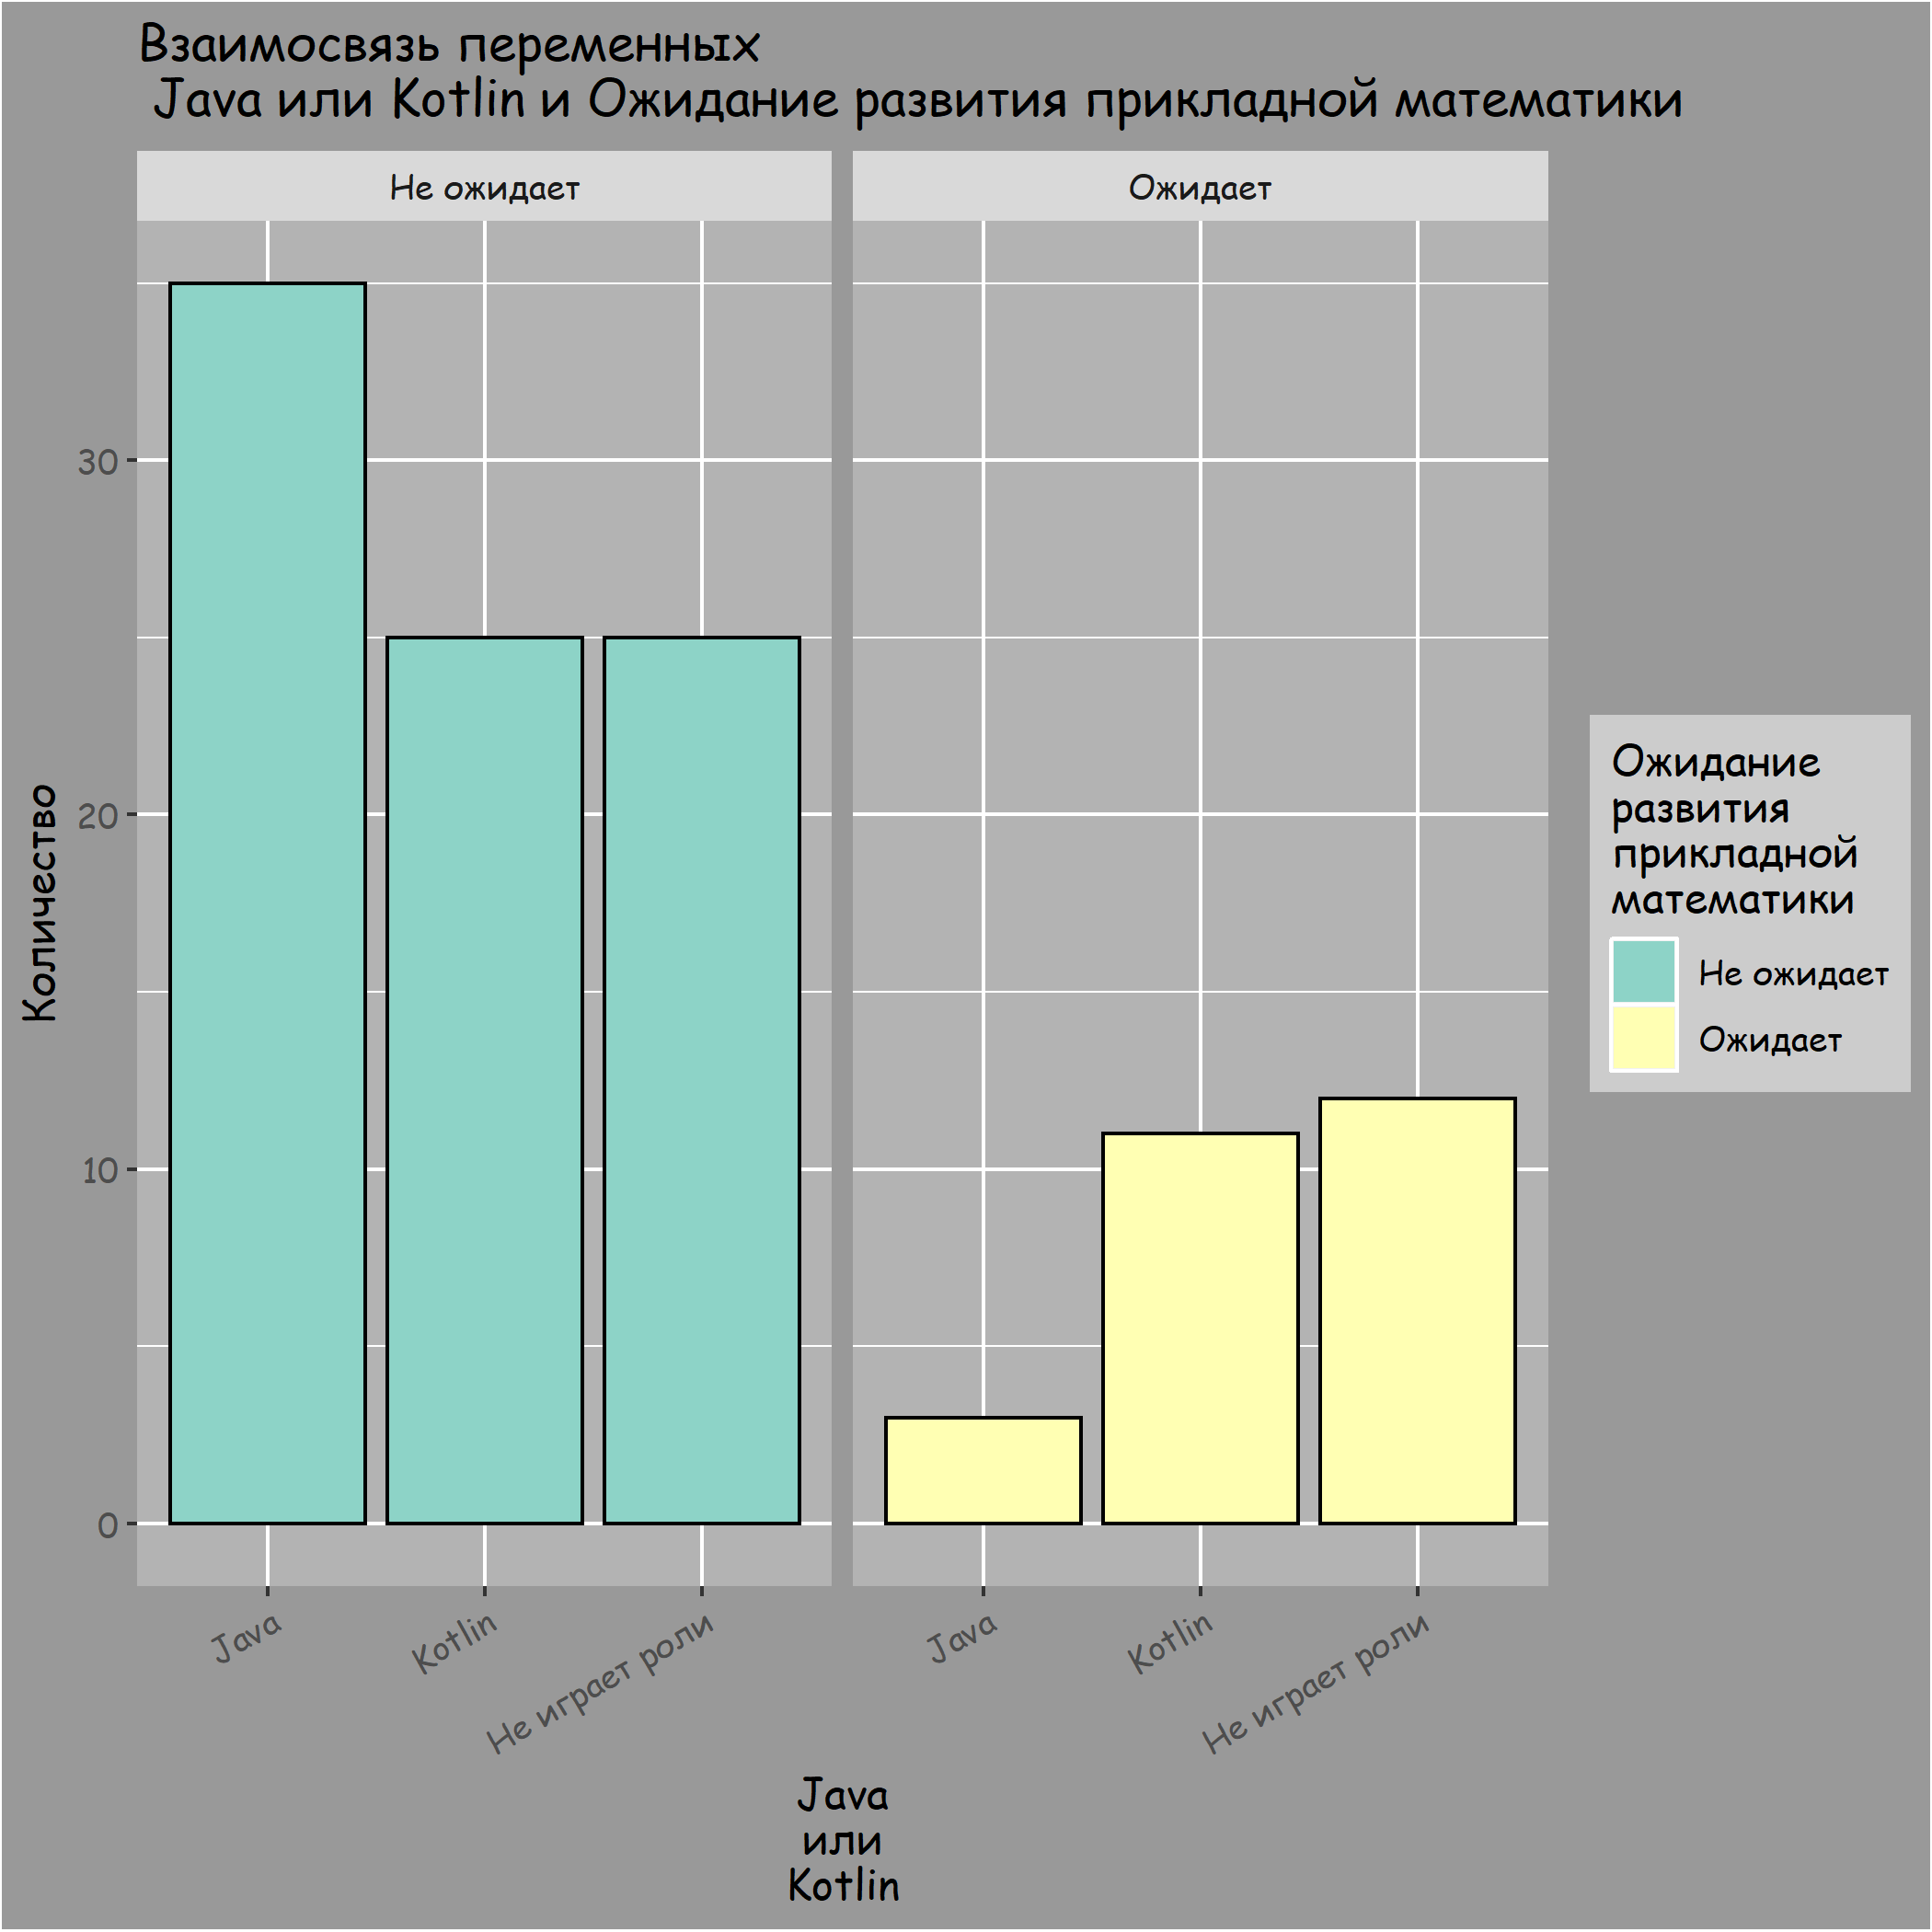 Взаимосвязь переменных
Java или Kotlin и Ожидание развития прикладной математики
Не ожидает
Ожидает
Количество
30
20
10
0
Java
Kotlin
Не играет роли
Java
Kotlin
Не играет роли
Java
или
Kotlin
Ожидание
развития
прикладной
математики
Не ожидает
Ожидает